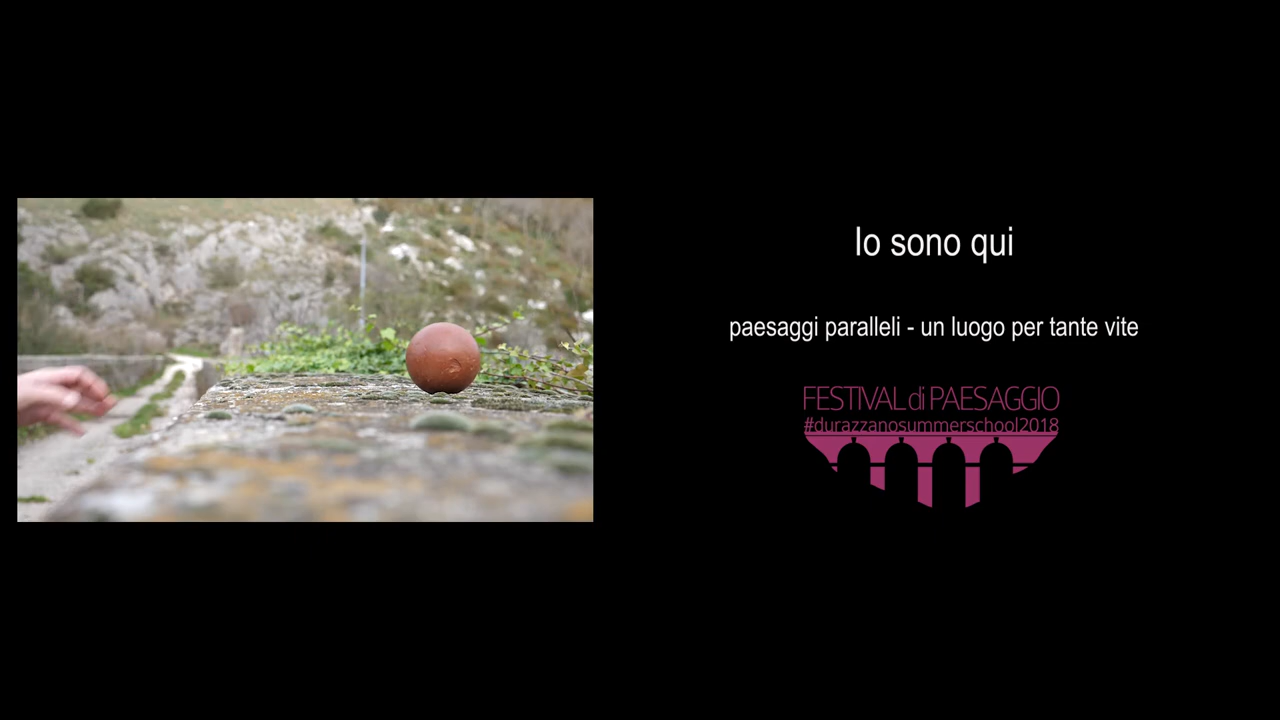 Io sono qui
paesaggi paralleli - un luogo per tante vite
FESTIVAL di PAESAGGIO
#durazzanosummerschool2018